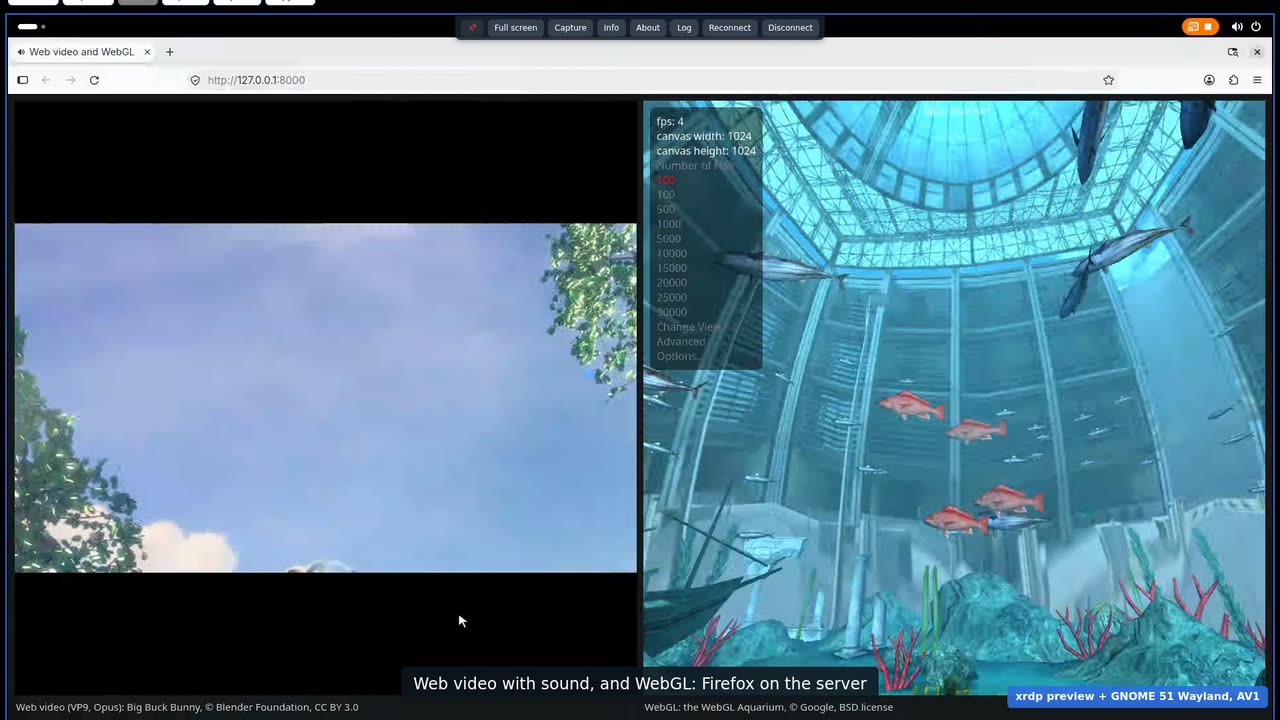 Full screen Capture Info About Log Reconnect Disconnect
Web video and WebGL
http://127.0.0.1:8000
fps: 4
canvas width: 1024
canvas height: 1024
Number of Fish
100
100
500
1000
5000
10000
15000
20000
25000
30000
Change View
Advanced
Options..
Web video with sound, and WebGL: Firefox on the server
xrdp preview + GNOME 51 Wayland, AV1
Web video (VP9, Opus): Big Buck Bunny, © Blender Foundation, CC BY 3.0
WebGL: the WebGL Aquarium, © Google, BSD license